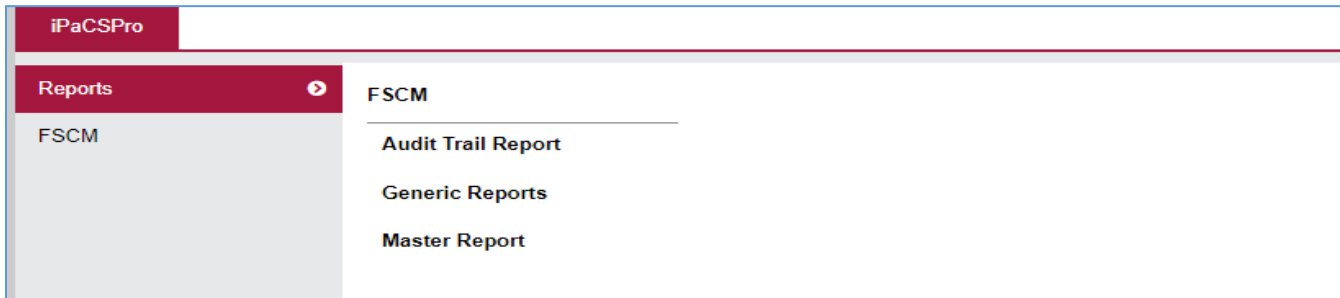 iPaCSPro
Reports
FSCM
FSCM
Audit Trail Report
Generic Reports
Master Report